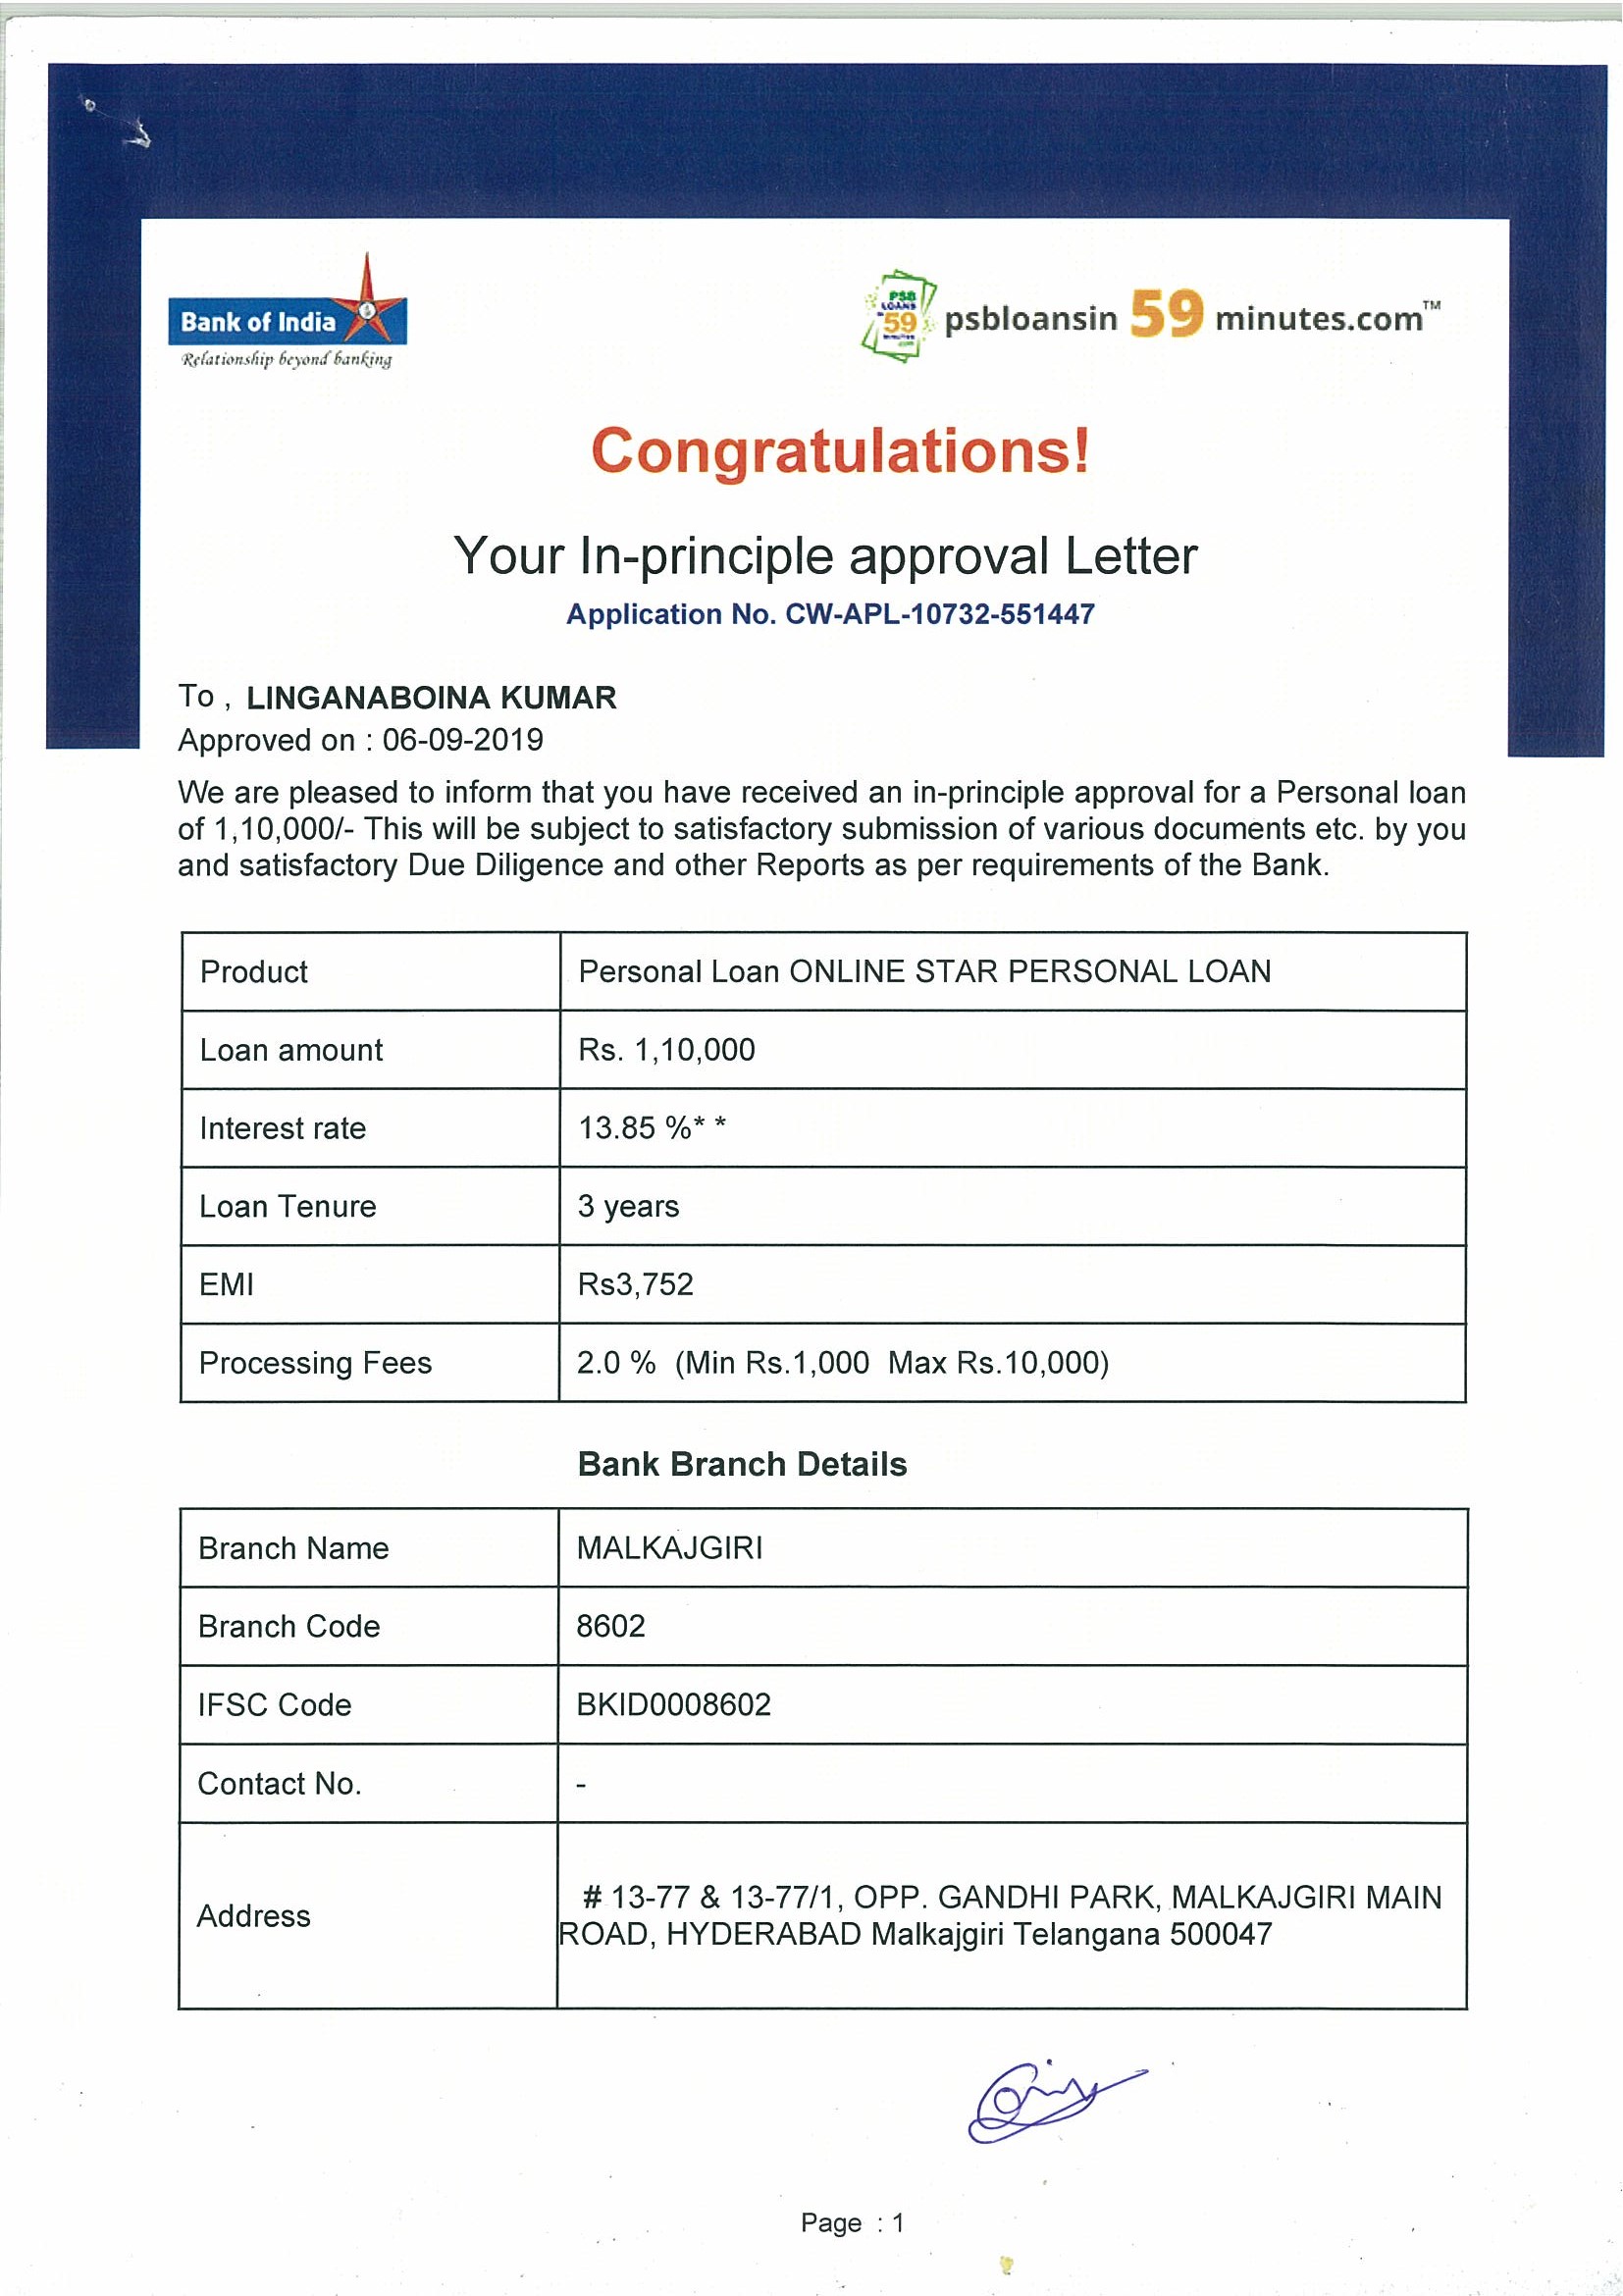 Bank of India
Relationship beyond banking
PSB LOANS in 59 minutes .com
psbloansin 59 minutes.com™
Congratulations!
Your In-principle approval Letter
Application No. CW-APL-10732-551447
To , LINGANABOINA KUMAR
Approved on : 06-09-2019
We are pleased to inform that you have received an in-principle approval for a Personal loan
of 1,10,000/- This will be subject to satisfactory submission of various documents etc. by you
and satisfactory Due Diligence and other Reports as per requirements of the Bank.
Product Personal Loan ONLINE STAR PERSONAL LOAN
Loan amount Rs. 1,10,000
Interest rate 13.85 %* *
Loan Tenure 3 years
EMI Rs3,752
Processing Fees 2.0 % (Min Rs.1,000 Max Rs.10,000)
Bank Branch Details
Branch Name MALKAJGIRI
Branch Code 8602
IFSC Code BKID0008602
Contact No. -
Address # 13-77 & 13-77/1, OPP. GANDHI PARK, MALKAJGIRI MAIN
ROAD, HYDERABAD Malkajgiri Telangana 500047
Page : 1